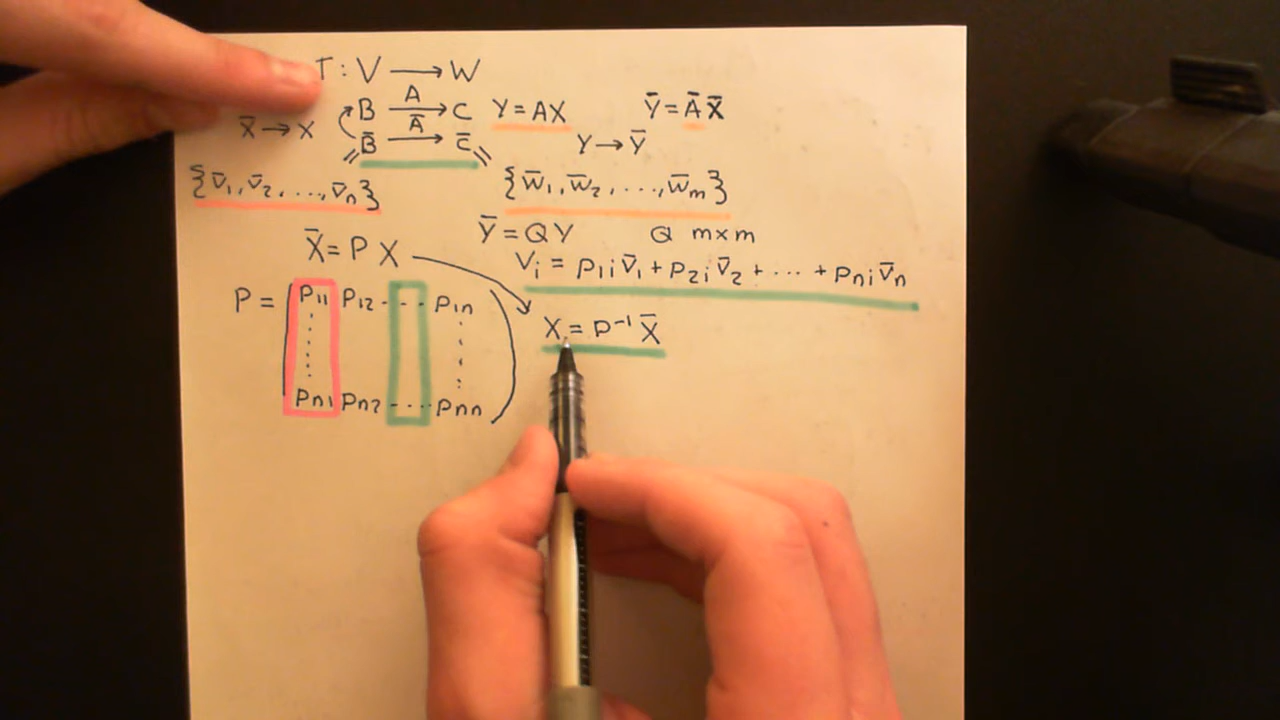 T : V → W
B —A→ C Y = AX Ȳ = ĀX̄
X̄ → X B̄ —Ā→ C̄ Y → Ȳ
{v̄₁, v̄₂, ..., v̄ₙ} {w̄₁, w̄₂, ..., w̄ₘ}
Ȳ = QY Q m×m
X̄ = P X Vᵢ = p₁ᵢv̄₁ + p₂ᵢv̄₂ + ... + pₙᵢv̄ₙ
P = ( p₁₁ p₁₂ ---- p₁ₙ
pₙ₁ pₙ₂ ---- pₙₙ )
X = P⁻¹ X̄